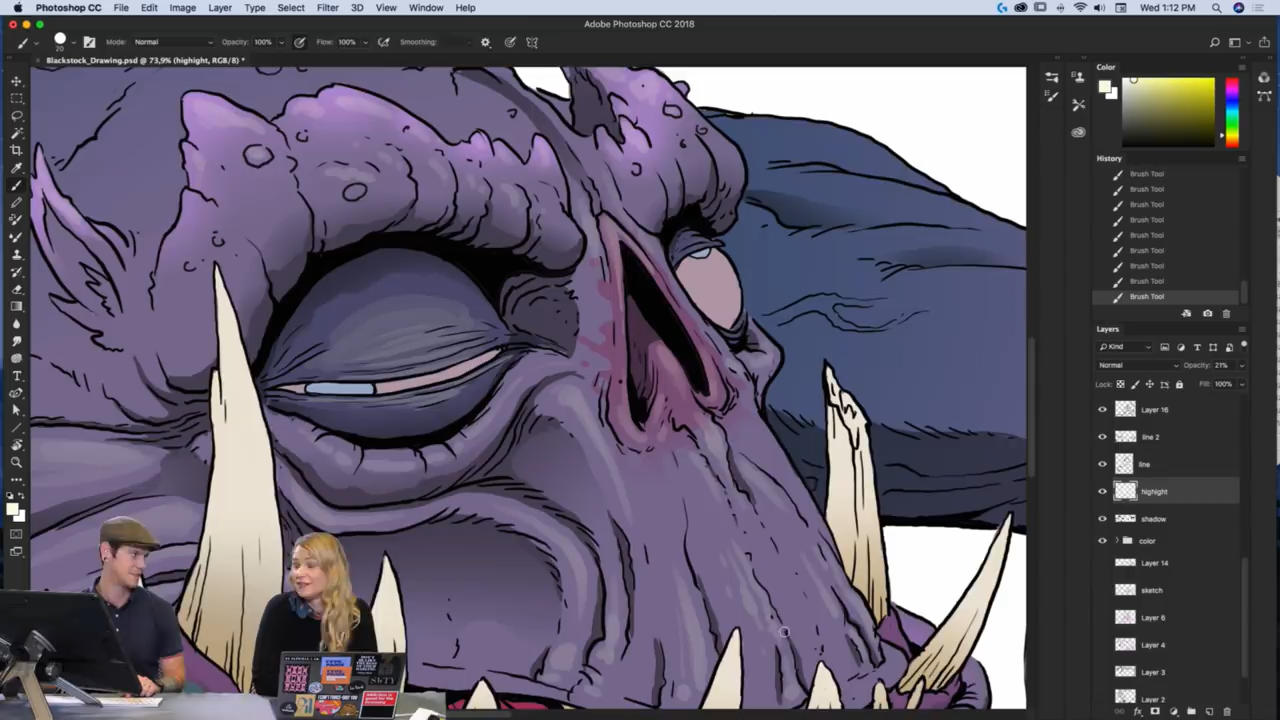 Photoshop CC File Edit Image Layer Type Select Filter 3D View Window Help Wed 1:12 PM
Adobe Photoshop CC 2018
20 Mode: Normal Opacity: 100% Flow: 100% Smoothing:
Blackstock_Drawing.psd @ 73,9% (highight, RGB/8) *
Color
History
Brush Tool
Brush Tool
Brush Tool
Brush Tool
Brush Tool
Brush Tool
Brush Tool
Brush Tool
Brush Tool
Layers
Kind
Normal Opacity: 21%
Lock: Fill: 100%
Layer 16
line 2
line
highight
shadow
color
Layer 14
sketch
Layer 6
Layer 4
Layer 3
Layer 2